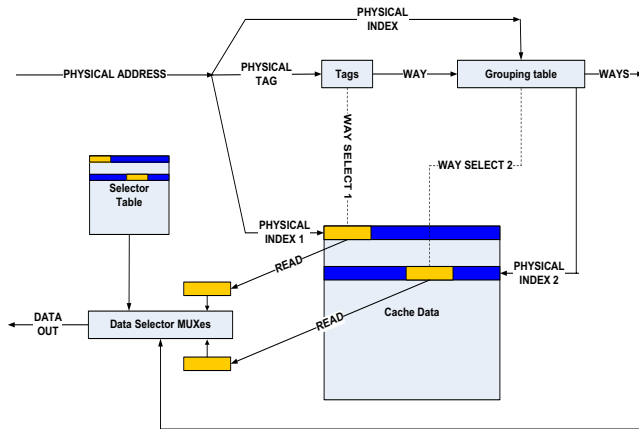 PHYSICAL
INDEX
PHYSICAL ADDRESS
PHYSICAL
TAG
Tags
WAY
Grouping table
WAYS
WAY SELECT 1
WAY SELECT 2
Selector
Table
PHYSICAL
INDEX 1
READ
PHYSICAL
INDEX 2
DATA
OUT
Data Selector MUXes
READ
Cache Data